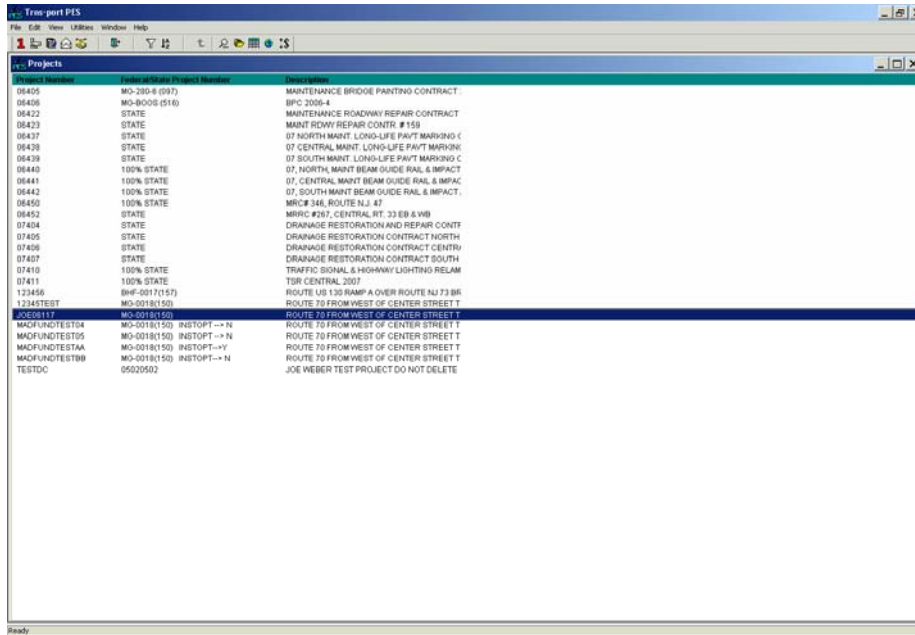 Trns·port PES
File Edit View Utilities Window Help
Projects
Project Number Federal/State Project Number Description
06405 MO-280-6 (097) MAINTENANCE BRIDGE PAINTING CONTRACT
06406 MO-BOOS (516) BPC 2006-4
06422 STATE MAINTENANCE ROADWAY REPAIR CONTRACT
06423 STATE MAINT RDWY REPAIR CONTR. #159
06437 STATE 07 NORTH MAINT. LONG-LIFE PAV'T MARKING C
06438 STATE 07 CENTRAL MAINT. LONG-LIFE PAV'T MARKING
06439 STATE 07 SOUTH MAINT. LONG-LIFE PAV'T MARKING C
06440 100% STATE 07, NORTH, MAINT BEAM GUIDE RAIL & IMPACT
06441 100% STATE 07, CENTRAL MAINT BEAM GUIDE RAIL & IMPAC
06442 100% STATE 07, SOUTH MAINT BEAM GUIDE RAIL & IMPACT
06450 100% STATE MRC# 346, ROUTE N.J. 47
06452 STATE MRRC #267, CENTRAL RT. 33 EB & WB
07404 STATE DRAINAGE RESTORATION AND REPAIR CONTR
07405 STATE DRAINAGE RESTORATION CONTRACT NORTH
07406 STATE DRAINAGE RESTORATION CONTRACT CENTRA
07407 STATE DRAINAGE RESTORATION CONTRACT SOUTH
07410 100% STATE TRAFFIC SIGNAL & HIGHWAY LIGHTING RELAM
07411 100% STATE TSR CENTRAL 2007
123456 BHF-0017(157) ROUTE US 130 RAMP A OVER ROUTE NJ 73 BR
12345TEST MO-0018(150) ROUTE 70 FROM WEST OF CENTER STREET T
JOE06117 MO-0018(150) ROUTE 70 FROM WEST OF CENTER STREET T
MADFUNDTEST04 MO-0018(150) INSTOPT --> N ROUTE 70 FROM WEST OF CENTER STREET T
MADFUNDTEST05 MO-0018(150) INSTOPT --> N ROUTE 70 FROM WEST OF CENTER STREET T
MADFUNDTESTAA MO-0018(150) INSTOPT-->Y ROUTE 70 FROM WEST OF CENTER STREET T
MADFUNDTESTBB MO-0018(150) INSTOPT--> N ROUTE 70 FROM WEST OF CENTER STREET T
TESTDC 05020502 JOE WEBER TEST PROJECT DO NOT DELETE
Ready